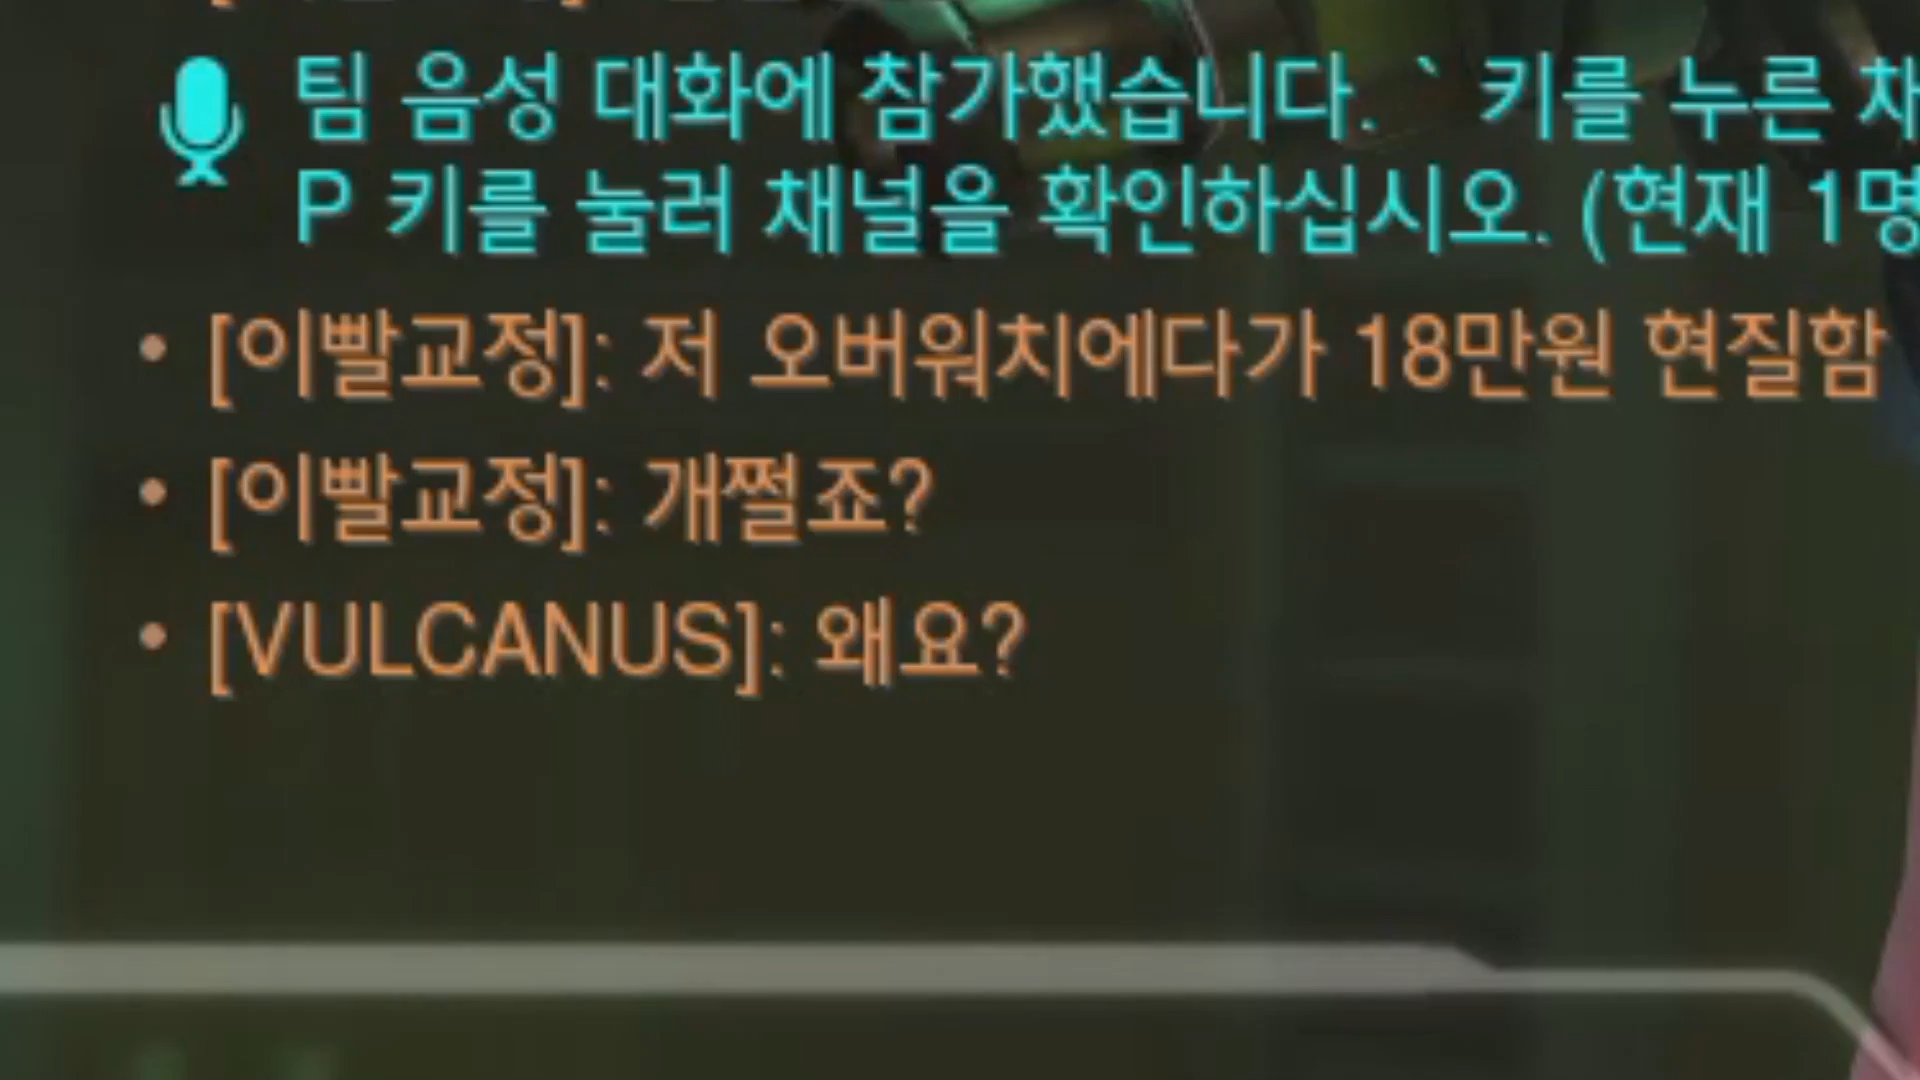 팀 음성 대화에 참가했습니다. ` 키를 누른 채
P 키를 눌러 채널을 확인하십시오. (현재 1명
[이빨교정]: 저 오버워치에다가 18만원 현질함
[이빨교정]: 개쩔죠?
[VULCANUS]: 왜요?